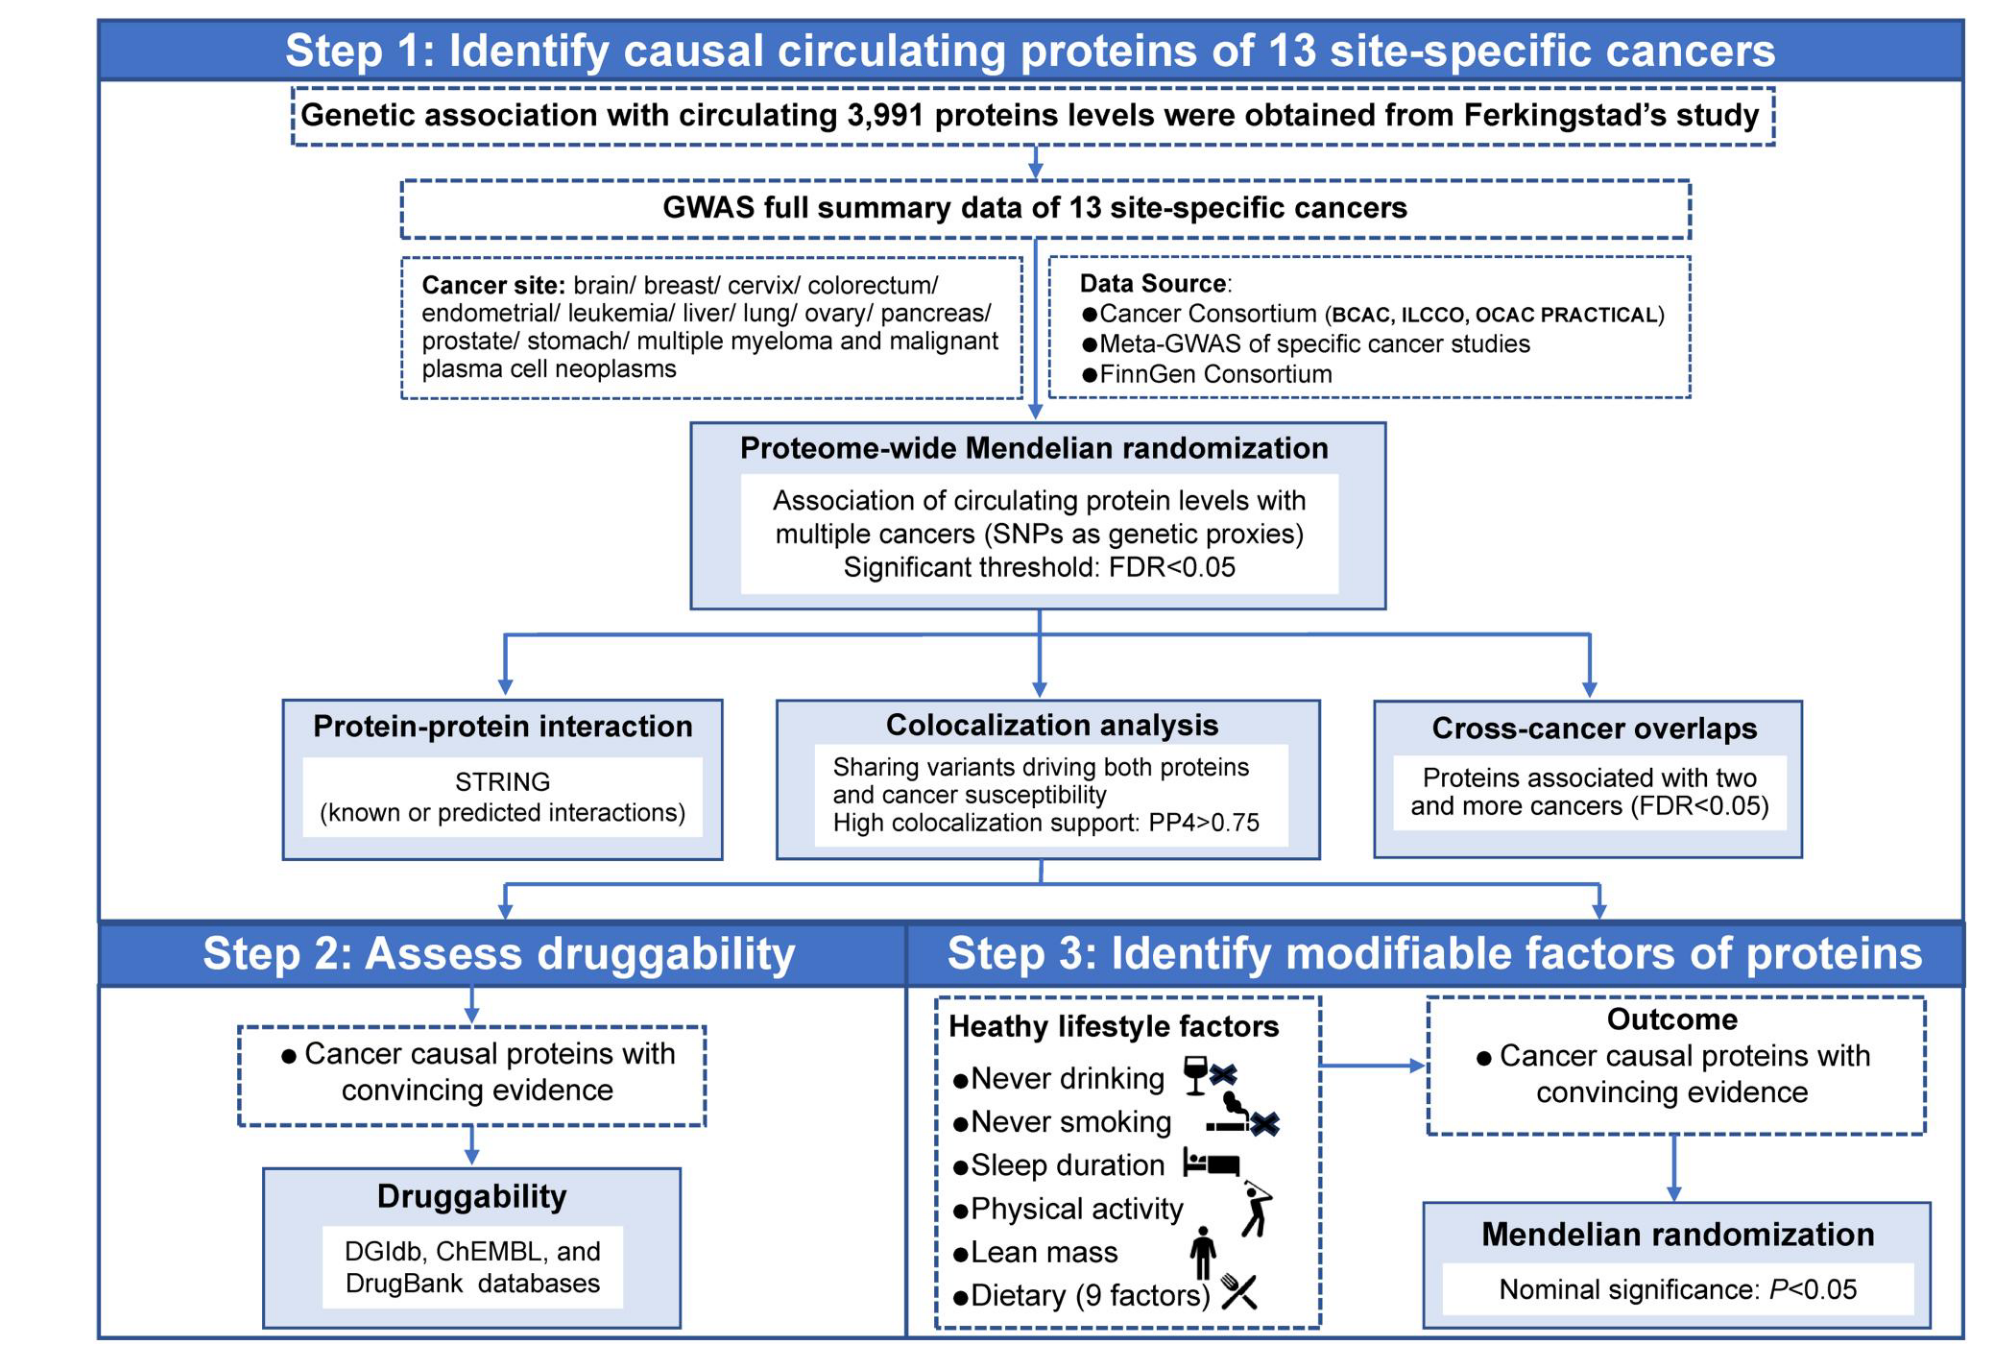 Step 1: Identify causal circulating proteins of 13 site-specific cancers
Genetic association with circulating 3,991 proteins levels were obtained from Ferkingstad's study
GWAS full summary data of 13 site-specific cancers
Cancer site: brain/ breast/ cervix/ colorectum/
endometrial/ leukemia/ liver/ lung/ ovary/ pancreas/
prostate/ stomach/ multiple myeloma and malignant
plasma cell neoplasms
Data Source:
●Cancer Consortium (BCAC, ILCCO, OCAC PRACTICAL)
●Meta-GWAS of specific cancer studies
●FinnGen Consortium
Proteome-wide Mendelian randomization
Association of circulating protein levels with
multiple cancers (SNPs as genetic proxies)
Significant threshold: FDR<0.05
Protein-protein interaction
STRING
(known or predicted interactions)
Colocalization analysis
Sharing variants driving both proteins
and cancer susceptibility
High colocalization support: PP4>0.75
Cross-cancer overlaps
Proteins associated with two
and more cancers (FDR<0.05)
Step 2: Assess druggability
● Cancer causal proteins with
convincing evidence
Druggability
DGIdb, ChEMBL, and
DrugBank databases
Step 3: Identify modifiable factors of proteins
Heathy lifestyle factors
●Never drinking
●Never smoking
●Sleep duration
●Physical activity
●Lean mass
●Dietary (9 factors)
Outcome
● Cancer causal proteins with
convincing evidence
Mendelian randomization
Nominal significance: P<0.05